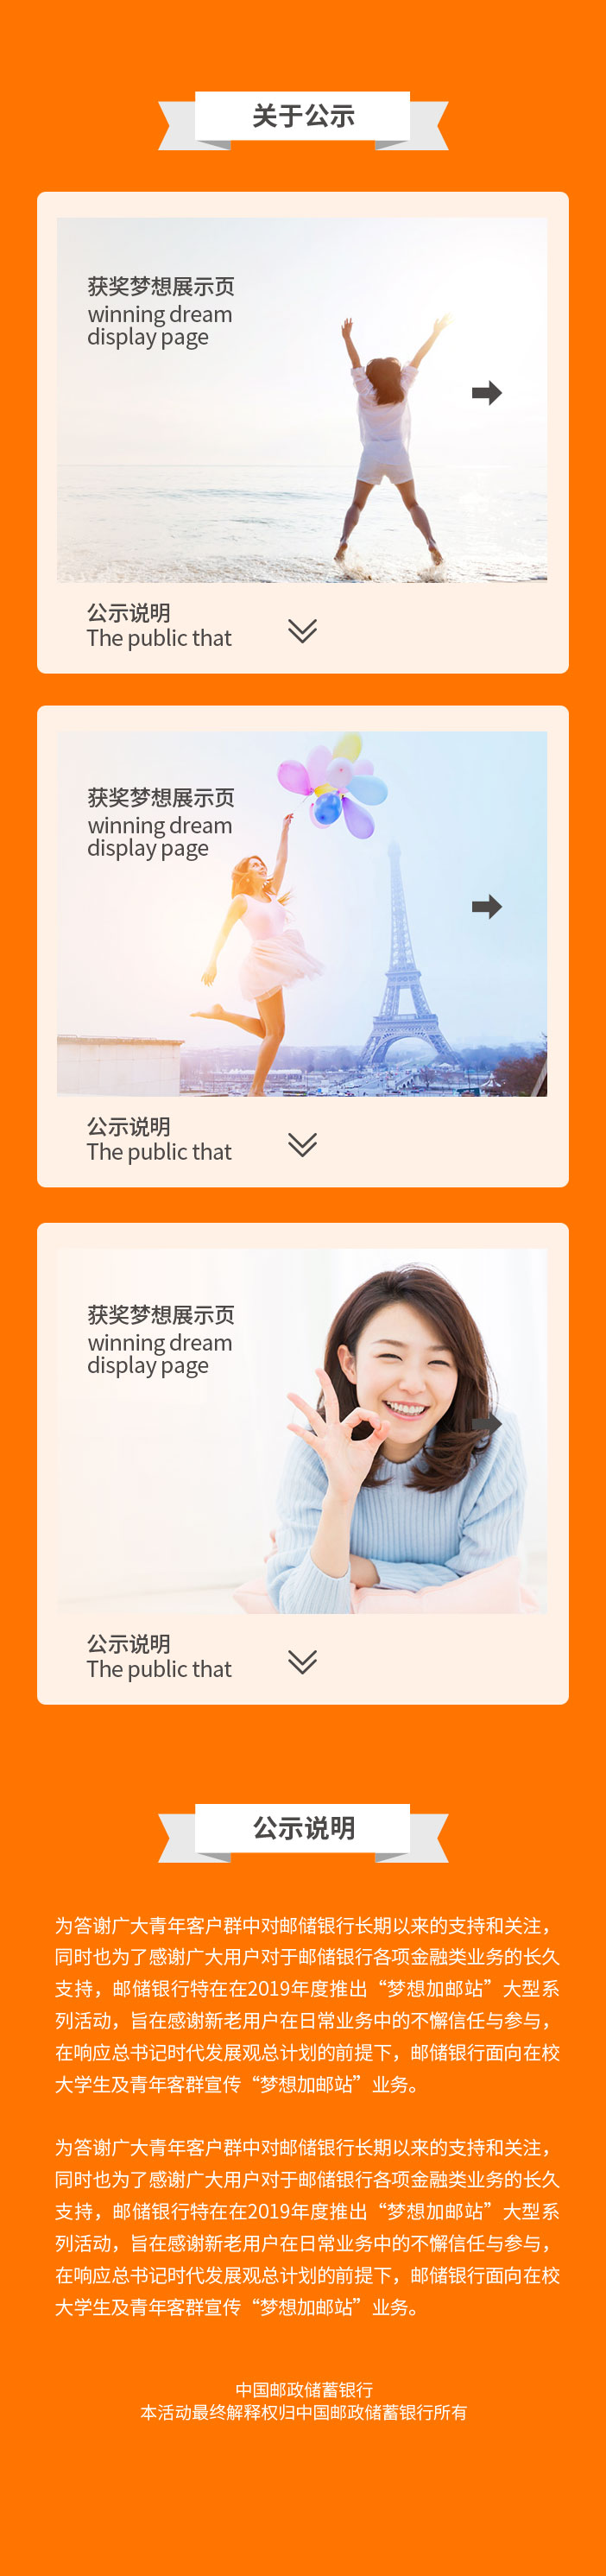 关于公示
获奖梦想展示页
winning dream
display page
公示说明
The public that
获奖梦想展示页
winning dream
display page
公示说明
The public that
获奖梦想展示页
winning dream
display page
公示说明
The public that
公示说明
为答谢广大青年客户群中对邮储银行长期以来的支持和关注，
同时也为了感谢广大用户对于邮储银行各项金融类业务的长久
支持，邮储银行特在在2019年度推出“梦想加邮站”大型系
列活动，旨在感谢新老用户在日常业务中的不懈信任与参与，
在响应总书记时代发展观总计划的前提下，邮储银行面向在校
大学生及青年客群宣传“梦想加邮站”业务。
为答谢广大青年客户群中对邮储银行长期以来的支持和关注，
同时也为了感谢广大用户对于邮储银行各项金融类业务的长久
支持，邮储银行特在在2019年度推出“梦想加邮站”大型系
列活动，旨在感谢新老用户在日常业务中的不懈信任与参与，
在响应总书记时代发展观总计划的前提下，邮储银行面向在校
大学生及青年客群宣传“梦想加邮站”业务。
中国邮政储蓄银行
本活动最终解释权归中国邮政储蓄银行所有